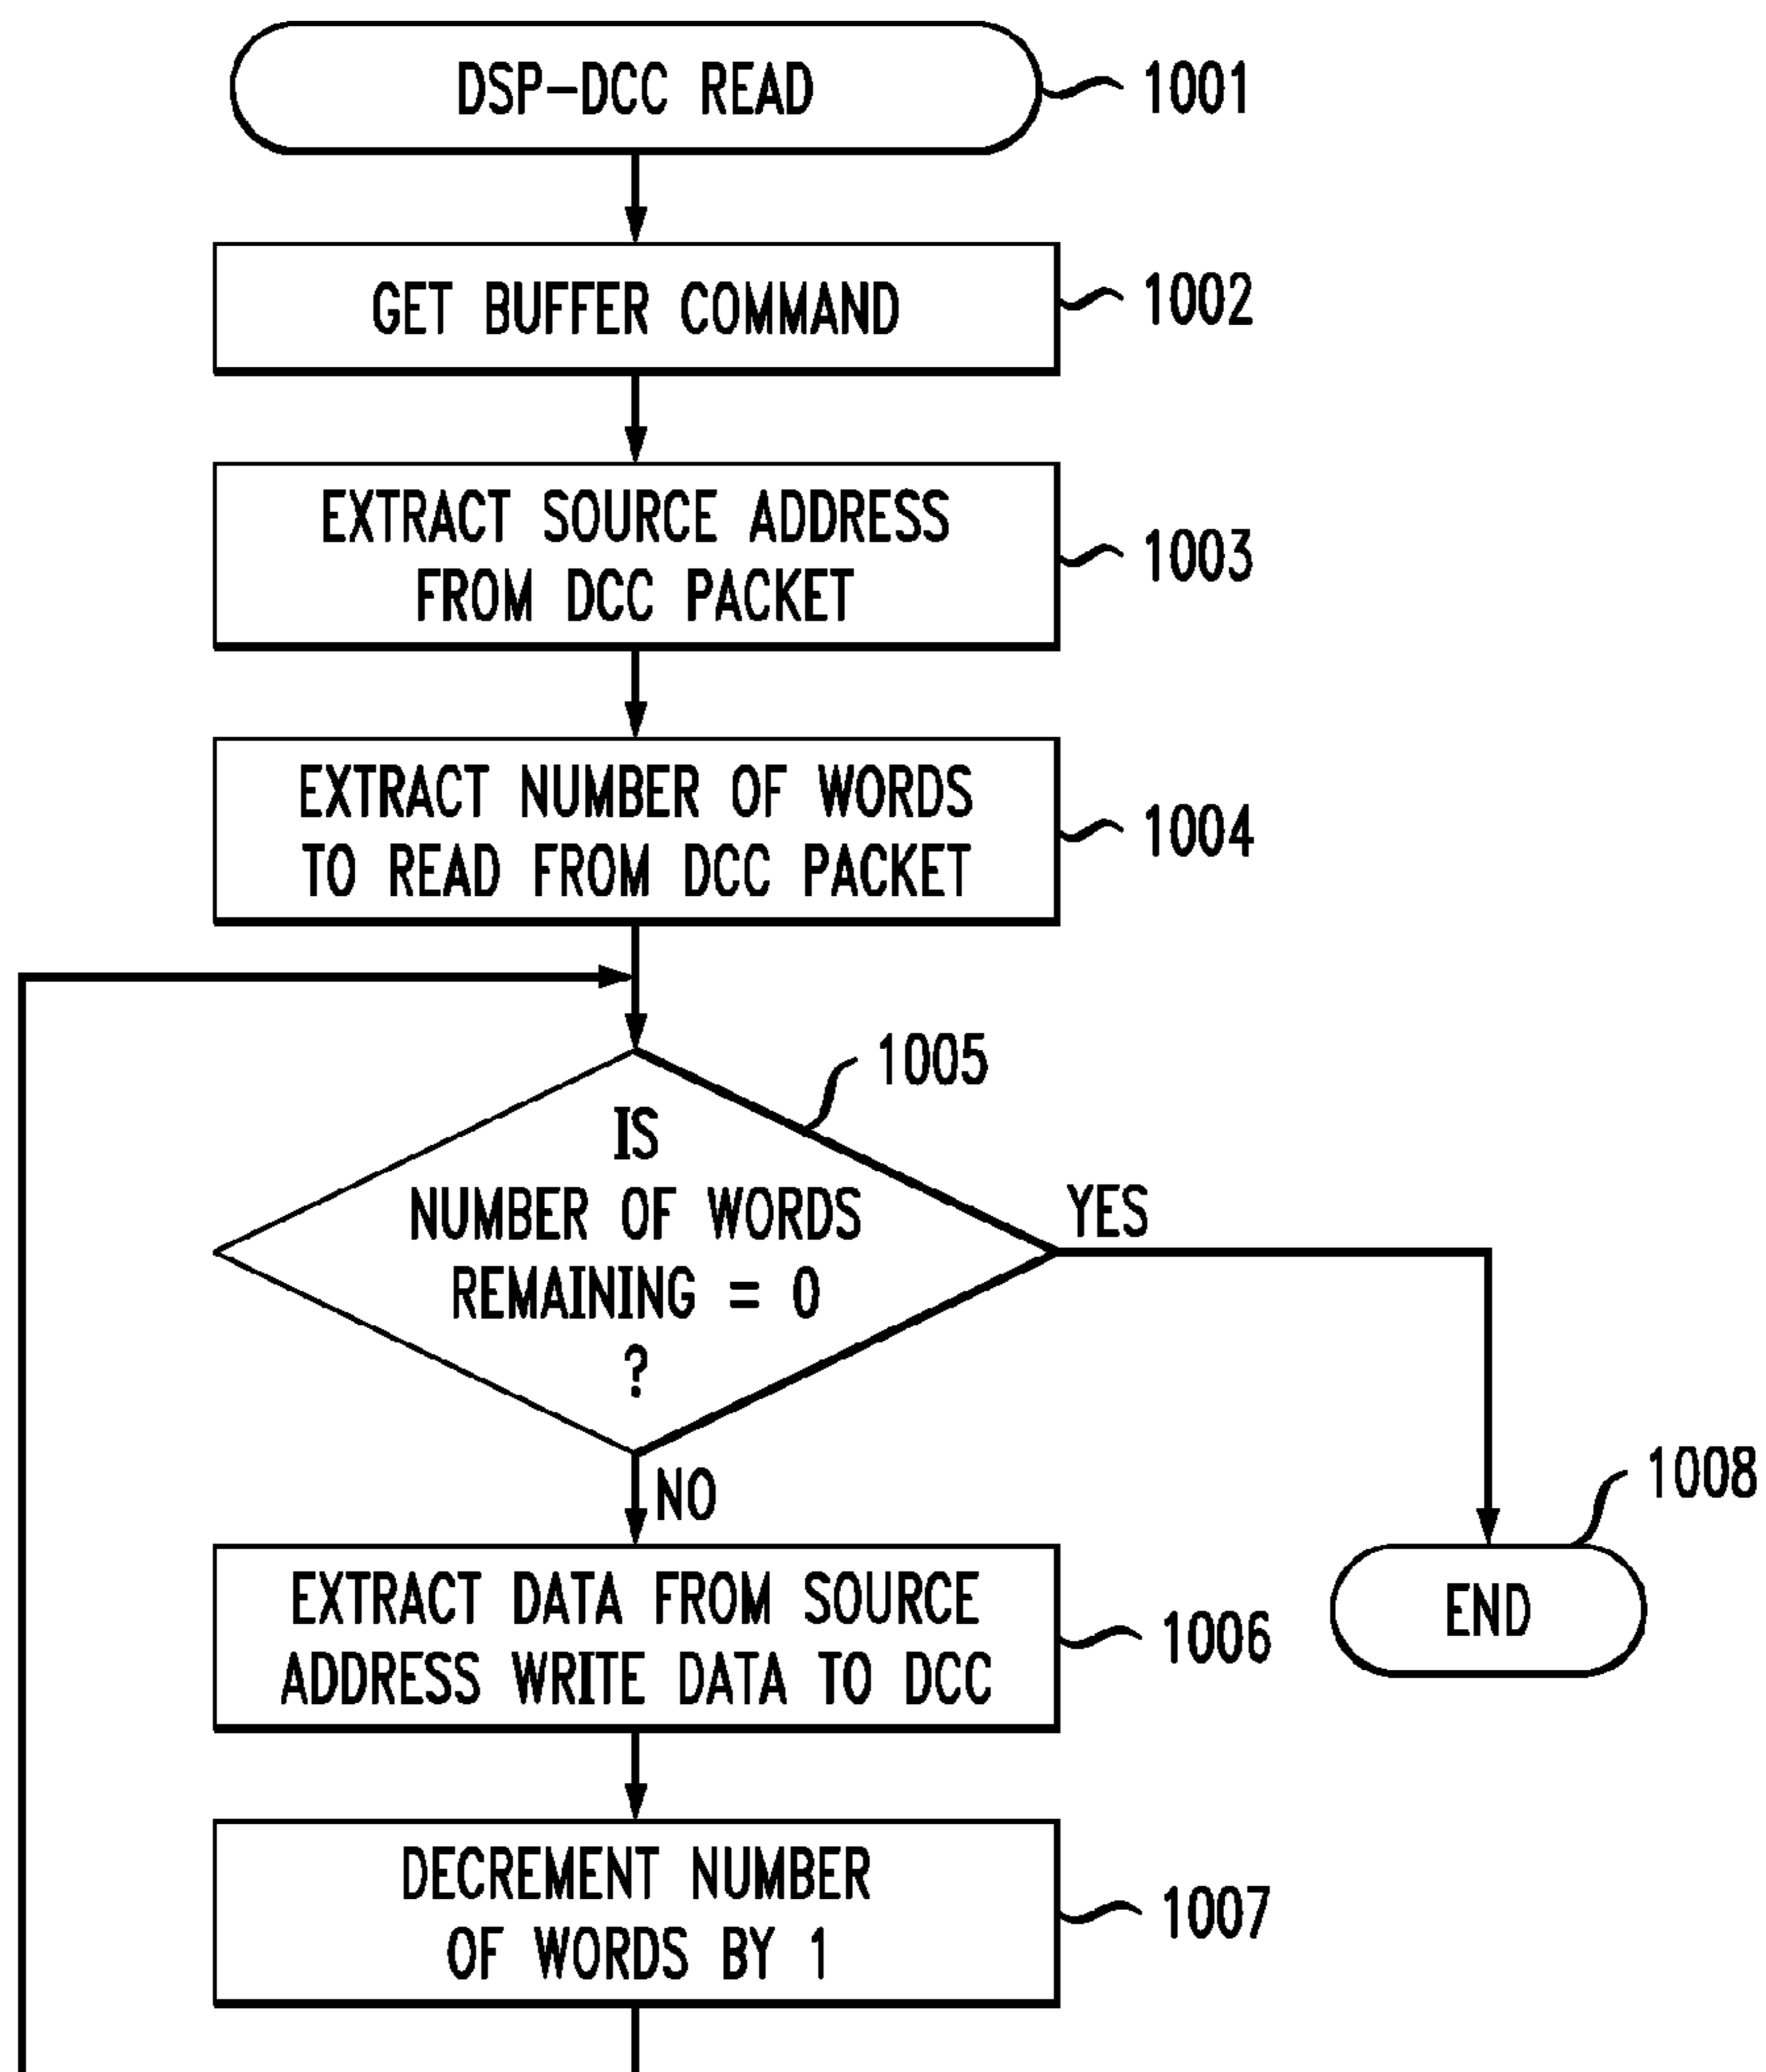 DSP-DCC READ
1001
GET BUFFER COMMAND
1002
EXTRACT SOURCE ADDRESS
FROM DCC PACKET
1003
EXTRACT NUMBER OF WORDS
TO READ FROM DCC PACKET
1004
1005
IS
NUMBER OF WORDS
REMAINING = 0
?
YES
NO
1008
END
EXTRACT DATA FROM SOURCE
ADDRESS WRITE DATA TO DCC
1006
DECREMENT NUMBER
OF WORDS BY 1
1007